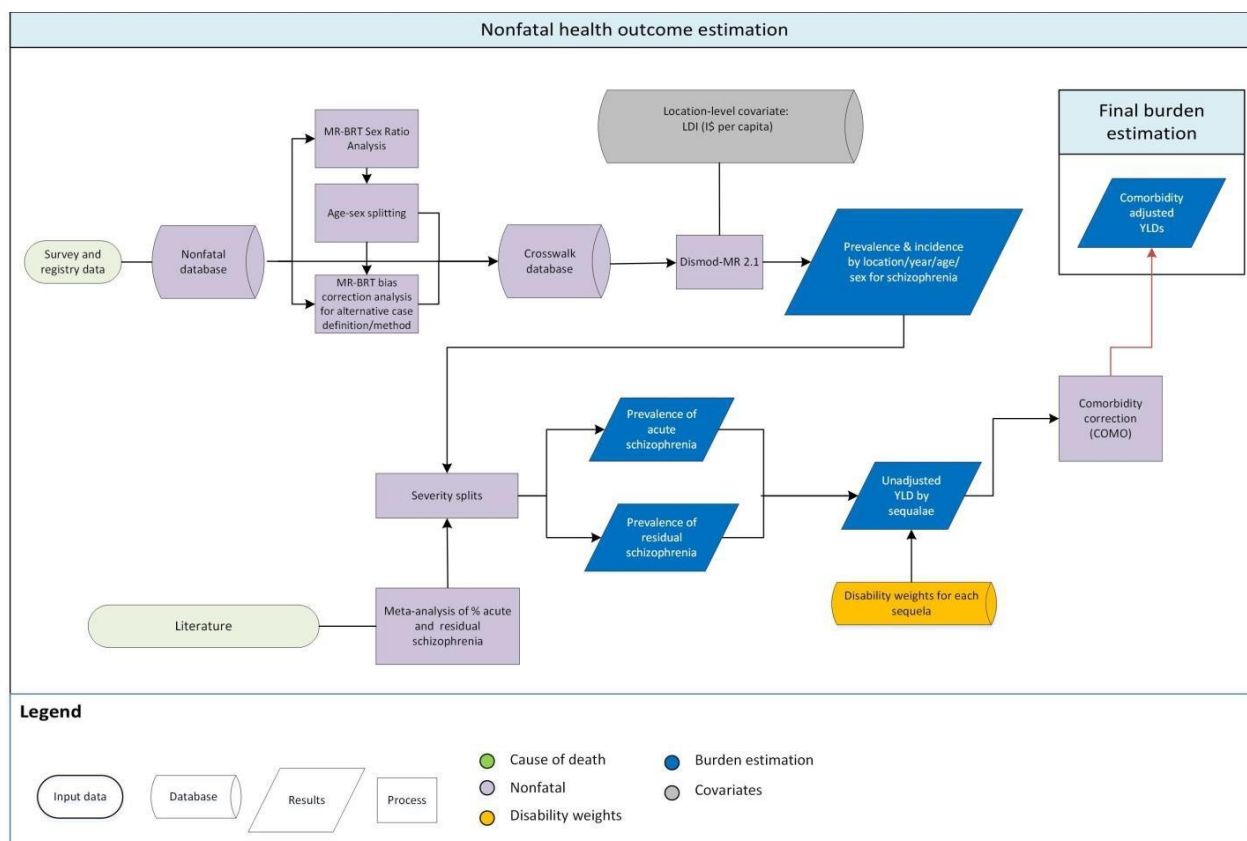 Nonfatal health outcome estimation
MR-BRT Sex Ratio
Analysis
Age-sex splitting
MR-BRT bias
correction analysis
for alternative case
definition/method
Survey and
registry data
Nonfatal
database
Crosswalk
database
Location-level covariate:
LDI (I$ per capita)
Dismod-MR 2.1
Prevalence & incidence
by location/year/age/
sex for schizophrenia
Final burden
estimation
Comorbidity
adjusted
YLDs
Comorbidity
correction
(COMO)
Prevalence of
acute
schizophrenia
Severity splits
Prevalence of
residual
schizophrenia
Unadjusted
YLD by
sequalae
Disability weights for each
sequela
Literature
Meta-analysis of % acute
and residual
schizophrenia
Legend
Input data
Database
Results
Process
Cause of death
Nonfatal
Disability weights
Burden estimation
Covariates